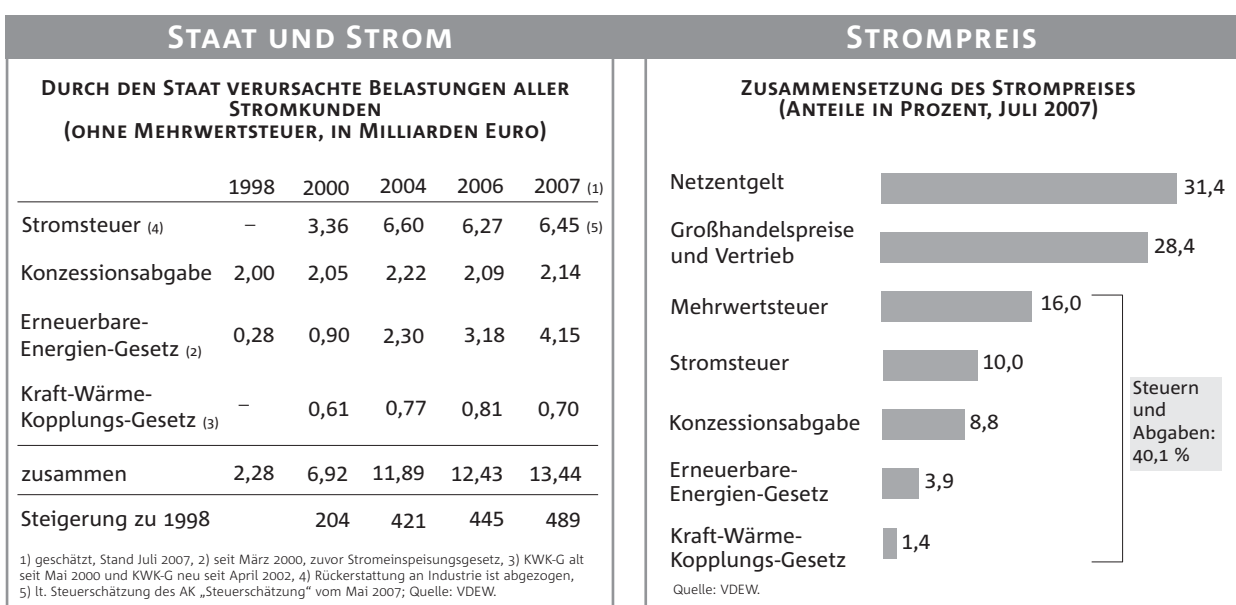 STAAT UND STROM
DURCH DEN STAAT VERURSACHTE BELASTUNGEN ALLER
STROMKUNDEN
(OHNE MEHRWERTSTEUER, IN MILLIARDEN EURO)
1998 2000 2004 2006 2007 (1)
Stromsteuer (4) – 3,36 6,60 6,27 6,45 (5)
Konzessionsabgabe 2,00 2,05 2,22 2,09 2,14
Erneuerbare-
Energien-Gesetz (2) 0,28 0,90 2,30 3,18 4,15
Kraft-Wärme-
Kopplungs-Gesetz (3) – 0,61 0,77 0,81 0,70
zusammen 2,28 6,92 11,89 12,43 13,44
Steigerung zu 1998 204 421 445 489
1) geschätzt, Stand Juli 2007, 2) seit März 2000, zuvor Stromeinspeisungsgesetz, 3) KWK-G alt
seit Mai 2000 und KWK-G neu seit April 2002, 4) Rückerstattung an Industrie ist abgezogen,
5) lt. Steuerschätzung des AK „Steuerschätzung“ vom Mai 2007; Quelle: VDEW.
STROMPREIS
ZUSAMMENSETZUNG DES STROMPREISES
(ANTEILE IN PROZENT, JULI 2007)
Netzentgelt 31,4
Großhandelspreise
und Vertrieb 28,4
Mehrwertsteuer 16,0
Stromsteuer 10,0
Konzessionsabgabe 8,8
Erneuerbare-
Energien-Gesetz 3,9
Kraft-Wärme-
Kopplungs-Gesetz 1,4
Steuern
und
Abgaben:
40,1 %
Quelle: VDEW.